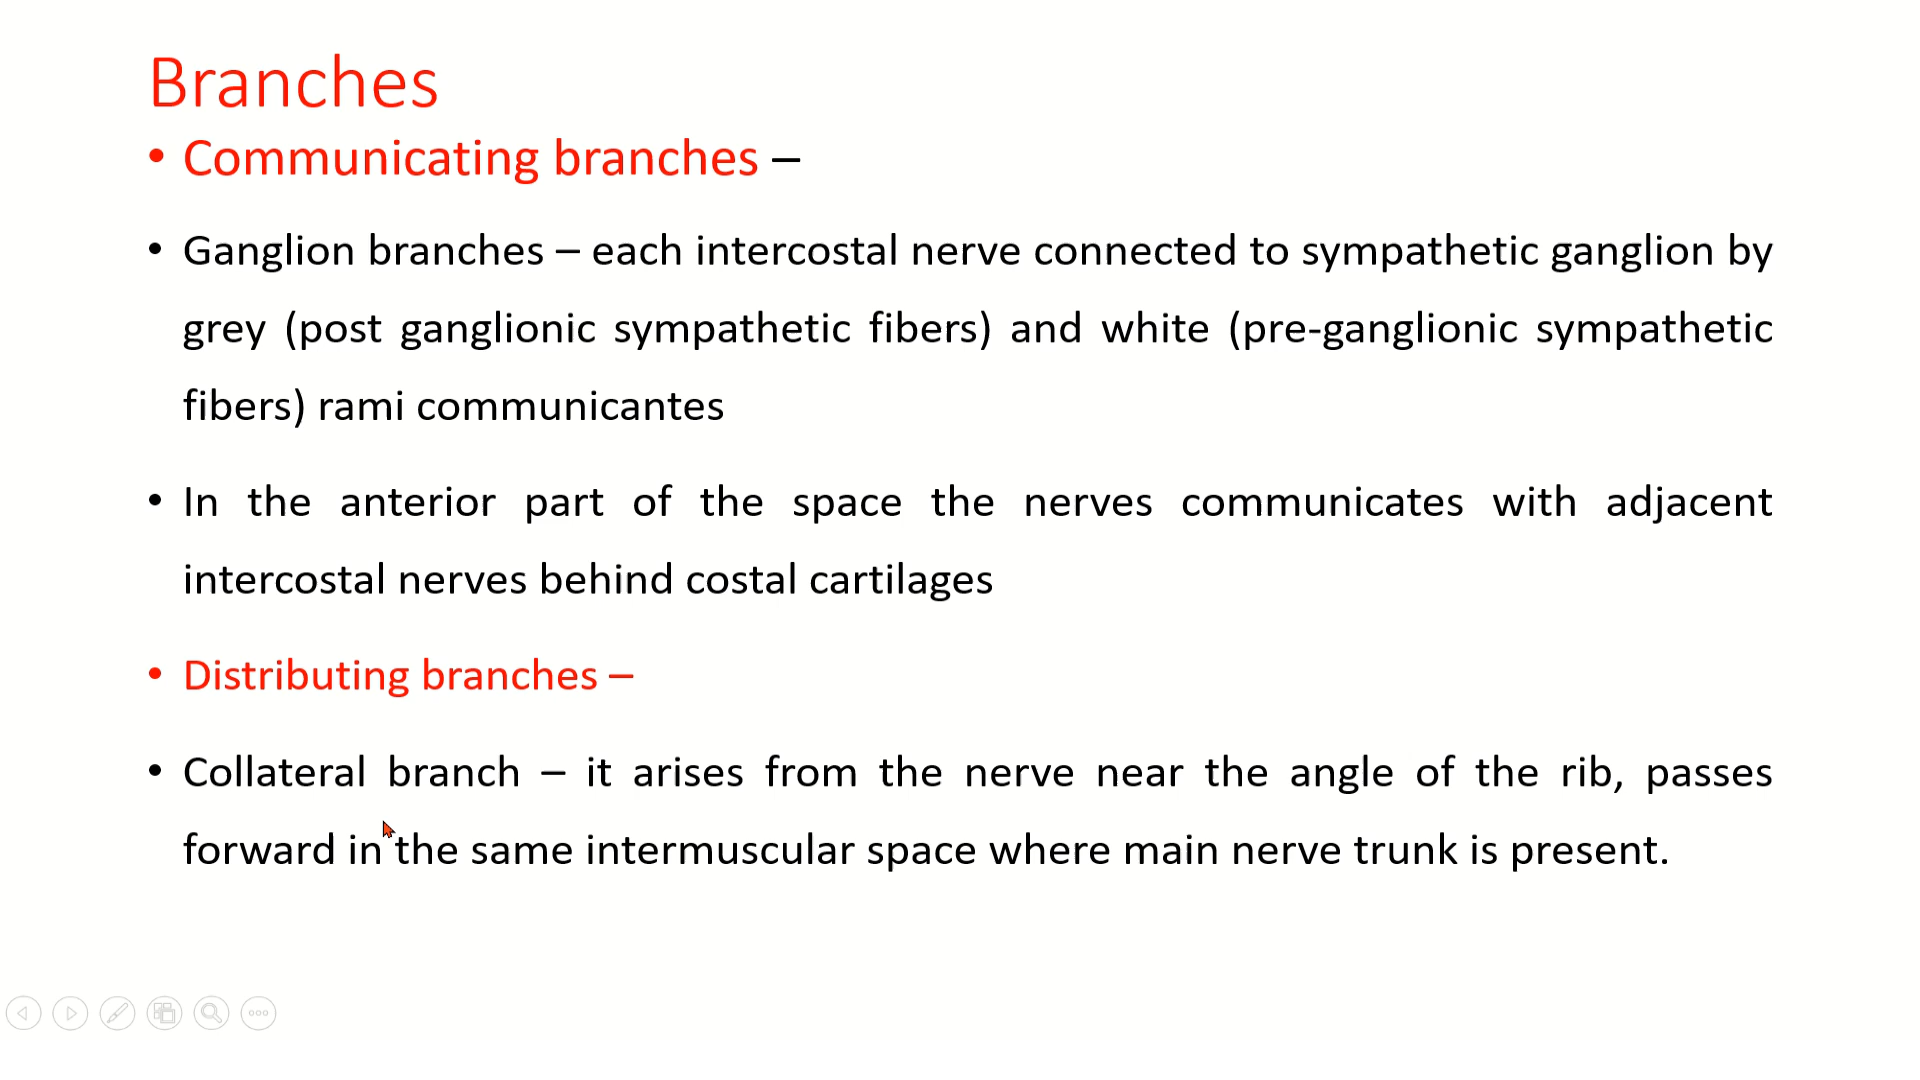 Branches
• Communicating branches –
• Ganglion branches – each intercostal nerve connected to sympathetic ganglion by
grey (post ganglionic sympathetic fibers) and white (pre-ganglionic sympathetic
fibers) rami communicantes
• In the anterior part of the space the nerves communicates with adjacent
intercostal nerves behind costal cartilages
• Distributing branches –
• Collateral branch – it arises from the nerve near the angle of the rib, passes
forward in the same intermuscular space where main nerve trunk is present.